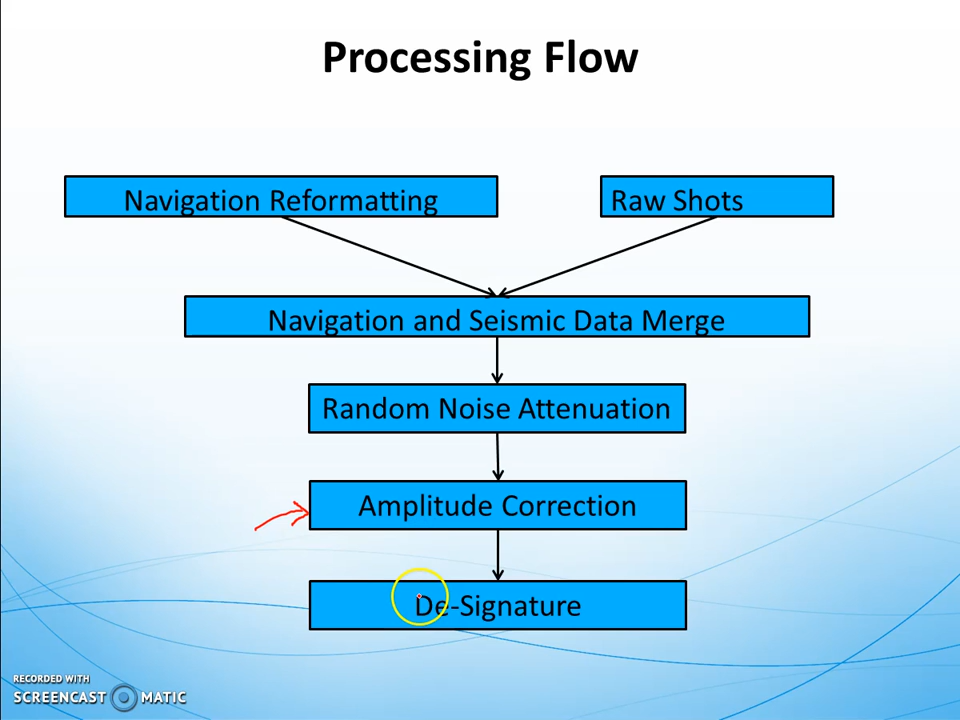 Processing Flow
Navigation Reformatting
Raw Shots
Navigation and Seismic Data Merge
Random Noise Attenuation
Amplitude Correction
De-Signature
RECORDED WITH
SCREENCAST MATIC